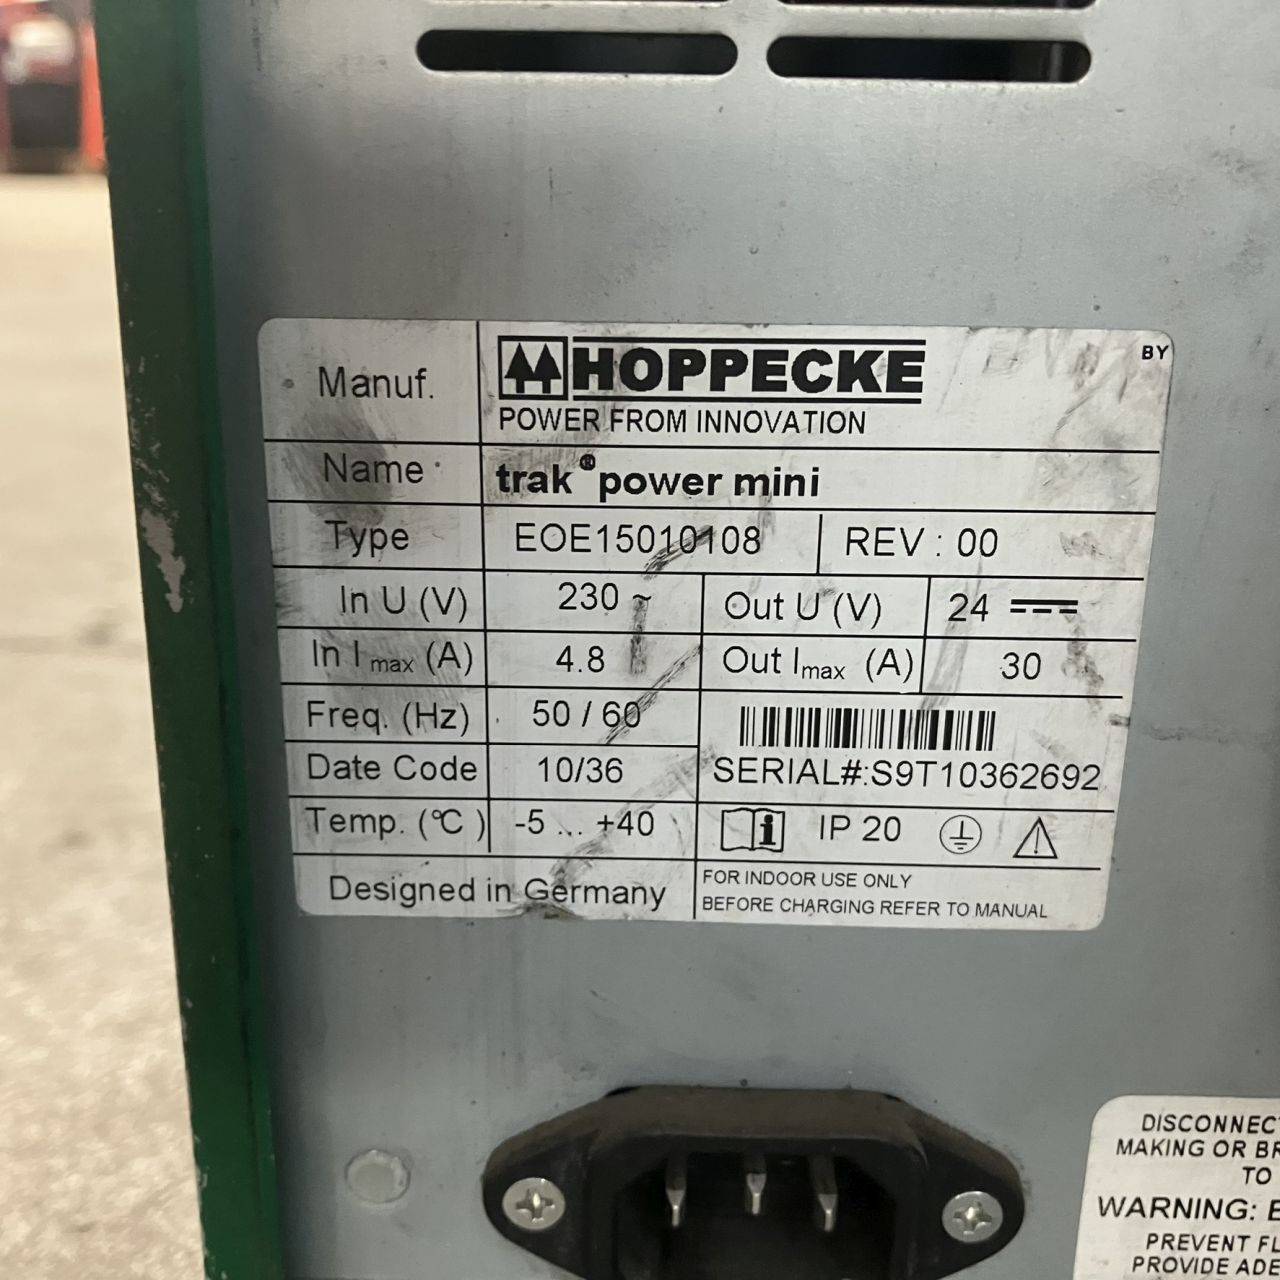 Manuf.
HOPPECKE
BY
POWER FROM INNOVATION
Name
trak® power mini
Type
EOE15010108
REV : 00
In U (V)
230 ~
Out U (V)
24
In I max (A)
4.8
Out Imax (A)
30
Freq. (Hz)
50 / 60
SERIAL#:S9T10362692
Date Code
10/36
Temp. (°C )
-5 ... +40
i
IP 20
Designed in Germany
FOR INDOOR USE ONLY
BEFORE CHARGING REFER TO MANUAL
DISCONNEC
MAKING OR BR
TO
WARNING: E
PREVENT FL
PROVIDE ADE